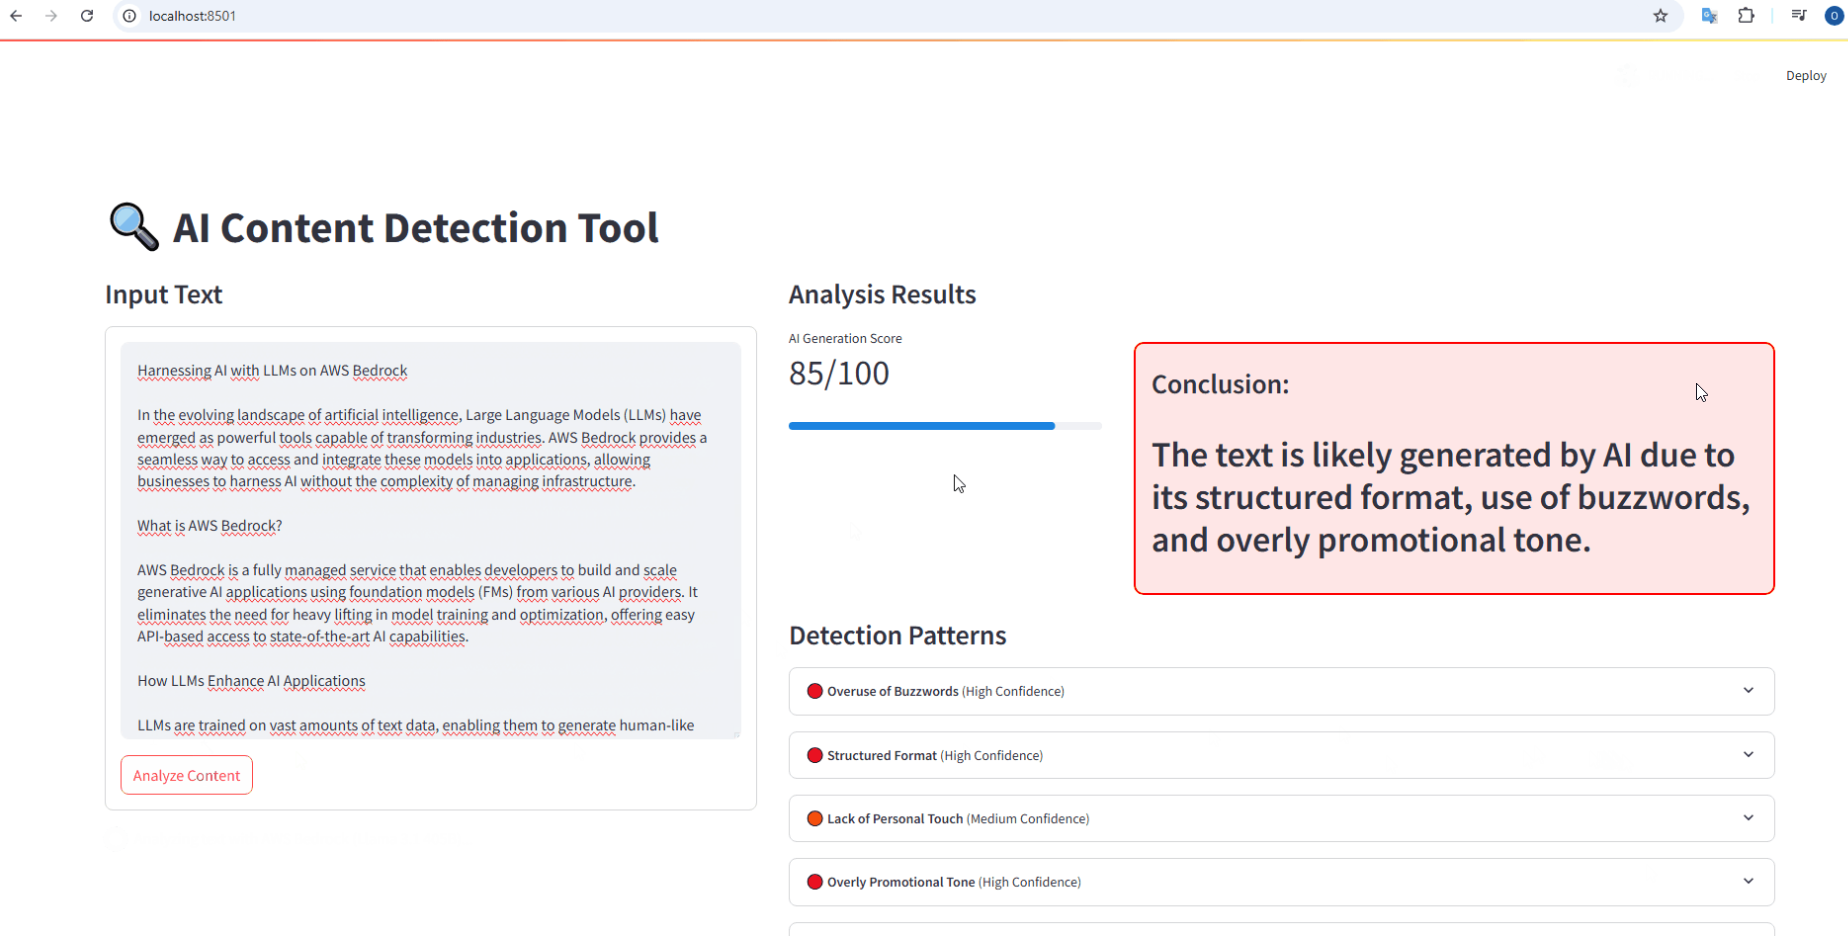 localhost:8501
O
Deploy
AI Content Detection Tool
Input Text
Harnessing AI with LLMs on AWS Bedrock
In the evolving landscape of artificial intelligence, Large Language Models (LLMs) have
emerged as powerful tools capable of transforming industries. AWS Bedrock provides a
seamless way to access and integrate these models into applications, allowing
businesses to harness AI without the complexity of managing infrastructure.
What is AWS Bedrock?
AWS Bedrock is a fully managed service that enables developers to build and scale
generative AI applications using foundation models (FMs) from various AI providers. It
eliminates the need for heavy lifting in model training and optimization, offering easy
API-based access to state-of-the-art AI capabilities.
How LLMs Enhance AI Applications
LLMs are trained on vast amounts of text data, enabling them to generate human-like
Analyze Content
Analysis Results
AI Generation Score
85/100
Conclusion:
The text is likely generated by AI due to
its structured format, use of buzzwords,
and overly promotional tone.
Detection Patterns
Overuse of Buzzwords (High Confidence)
Structured Format (High Confidence)
Lack of Personal Touch (Medium Confidence)
Overly Promotional Tone (High Confidence)